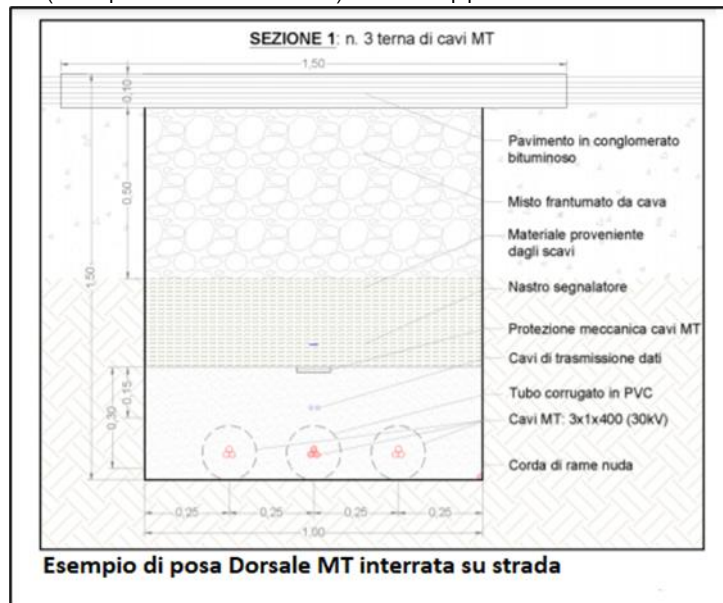 SEZIONE 1: n. 3 terna di cavi MT
1,50
0,10
Pavimento in conglomerato
bituminoso
0,50
Misto frantumato da cava
1,50
Materiale proveniente
dagli scavi
Nastro segnalatore
Protezione meccanica cavi MT
Cavi di trasmissione dati
0,15
0,30
Tubo corrugato in PVC
Cavi MT: 3x1x400 (30kV)
Corda di rame nuda
0,25 0,25 0,25 0,25
1,00
Esempio di posa Dorsale MT interrata su strada